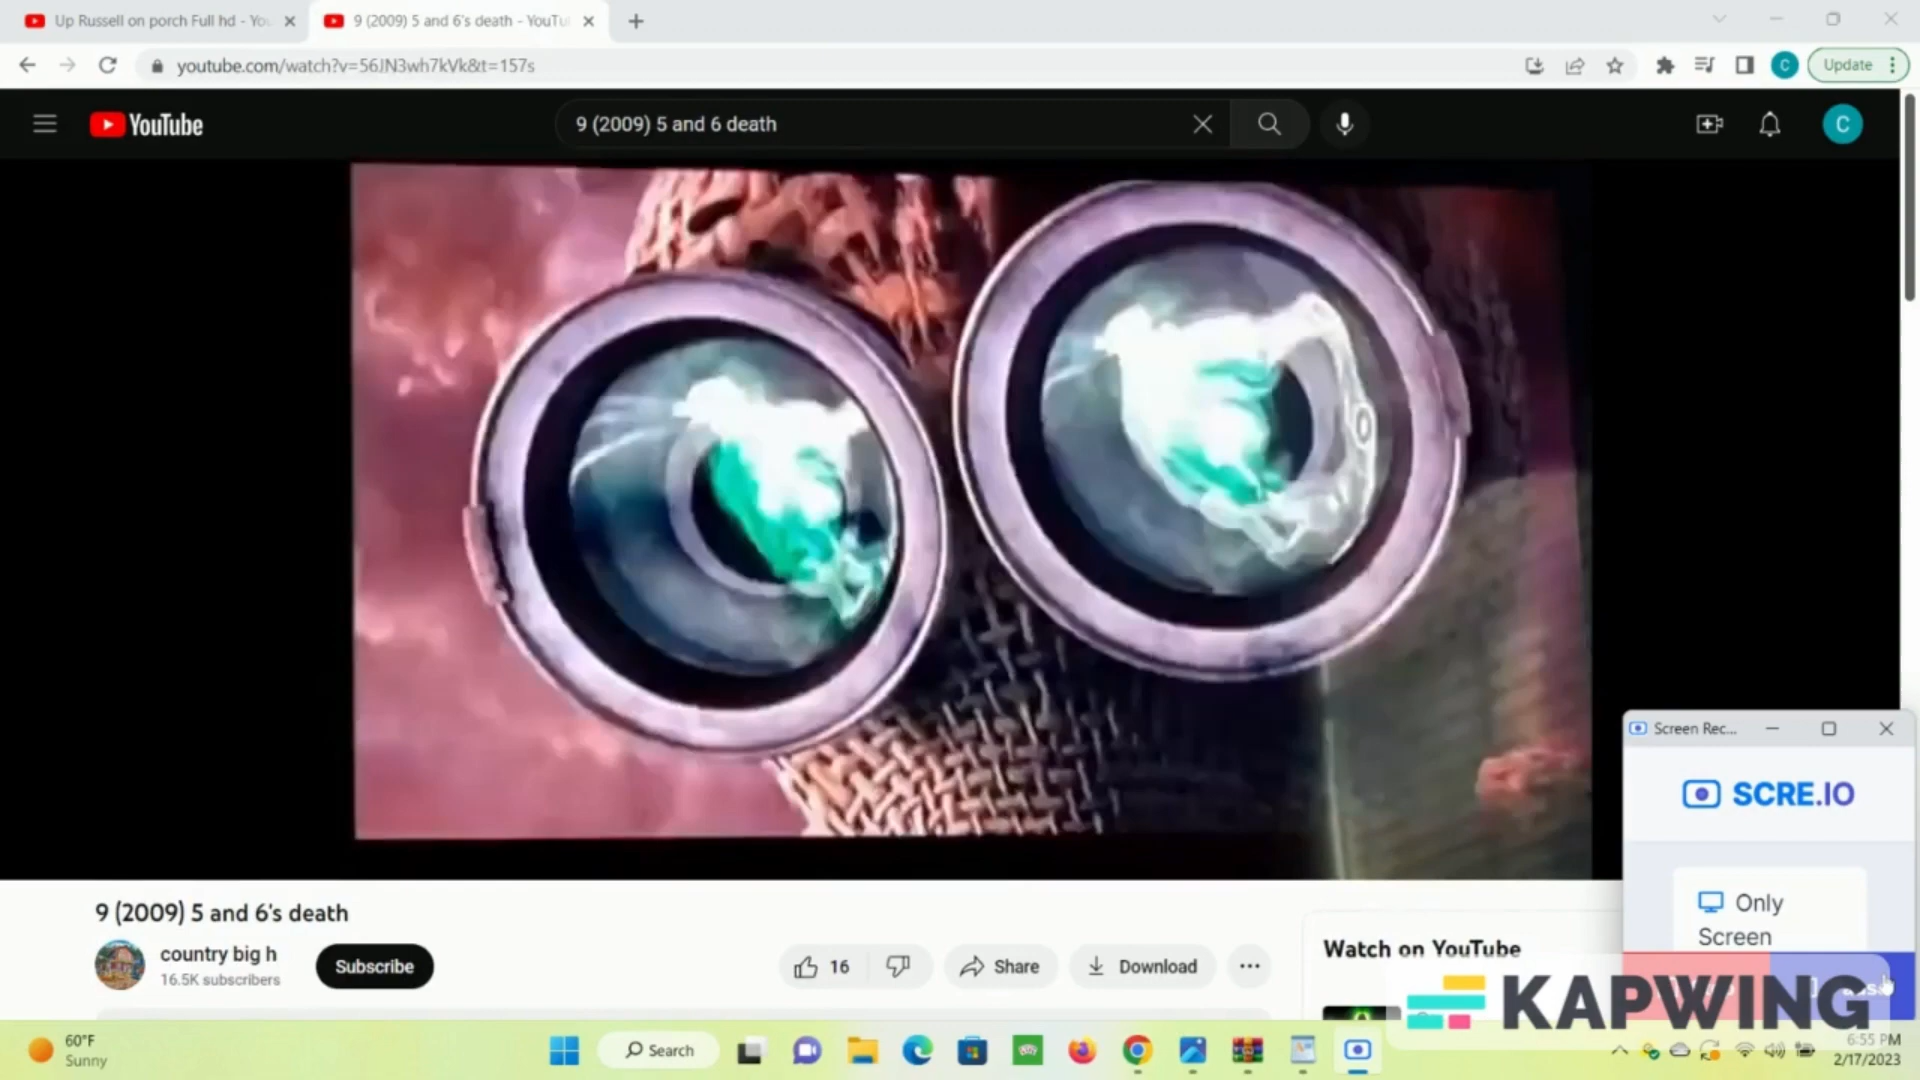 Up Russell on porch Full hd - Yo
9 (2009) 5 and 6's death - YouTu
youtube.com/watch?v=56JN3wh7kVk&t=157s
C
Update
YouTube
9 (2009) 5 and 6 death
C
Screen Rec...
SCRE.IO
Only
Screen
9 (2009) 5 and 6's death
country big h
16.5K subscribers
Subscribe
16
Share
Download
Watch on YouTube
KAPWING
60°F
Sunny
Search
6:55 PM
2/17/2023